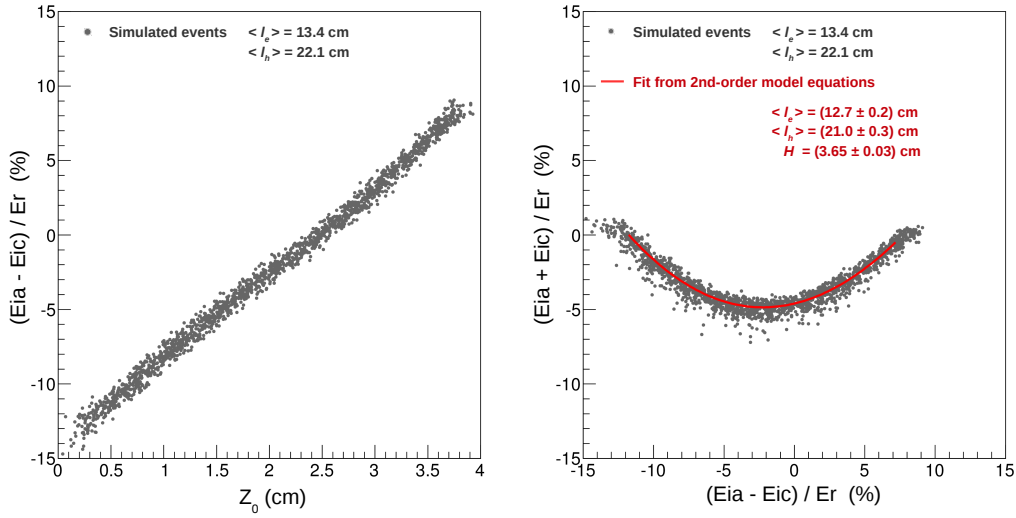 15
10
5
0
-5
-10
-15
(Eia - Eic) / Er (%)
Simulated events
< l_e > = 13.4 cm
< l_h > = 22.1 cm
0
0.5
1
1.5
2
2.5
3
3.5
4
Z_0 (cm)
15
10
5
0
-5
-10
-15
(Eia + Eic) / Er (%)
Simulated events
< l_e > = 13.4 cm
< l_h > = 22.1 cm
Fit from 2nd-order model equations
< l_e > = (12.7 ± 0.2) cm
< l_h > = (21.0 ± 0.3) cm
H = (3.65 ± 0.03) cm
-15
-10
-5
0
5
10
15
(Eia - Eic) / Er (%)